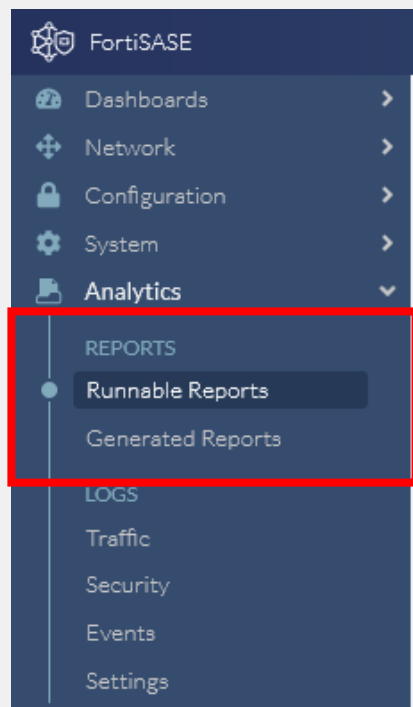 FortiSASE
Dashboards
Network
Configuration
System
Analytics
REPORTS
Runnable Reports
Generated Reports
LOGS
Traffic
Security
Events
Settings